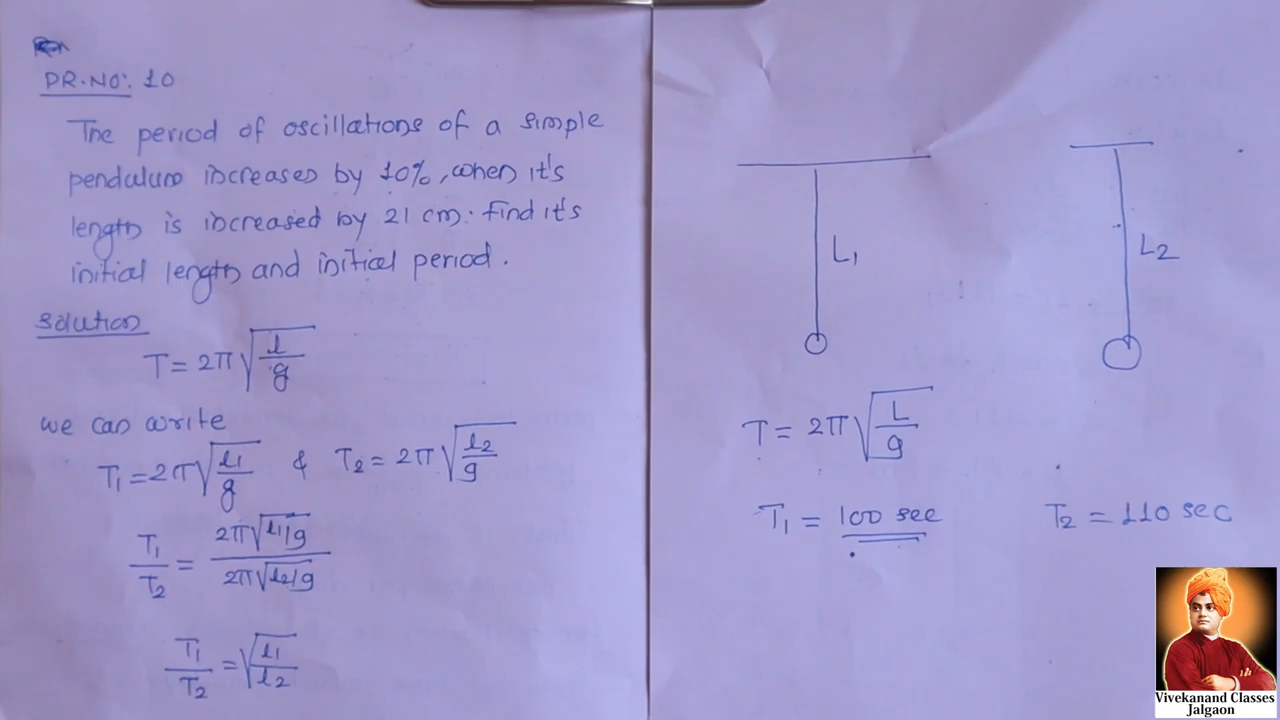 PR.NO: 10
The period of oscillations of a simple
pendulum increases by 10%, when it's
length is increased by 21 cm. Find it's
initial length and initial period.
Solution
T = 2π√(l/g)
we can write
T₁ = 2π√(l₁/g) & T₂ = 2π√(l₂/g)
T₁/T₂ = 2π√(l₁/g) / 2π√(l₂/g)
T₁/T₂ = √(l₁/l₂)
L₁
L₂
T = 2π√(L/g)
T₁ = 100 sec
T₂ = 110 sec
Vivekanand Classes
Jalgaon